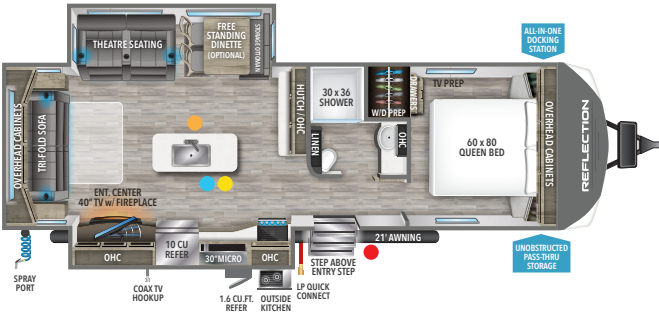 ALL-IN-ONE
DOCKING
STATION
FREE
STANDING
DINETTE
(OPTIONAL)
STORAGE OTTOMAN
THEATRE SEATING
TV PREP
DRAWERS
HUTCH / OHC
30 x 36
SHOWER
W/D PREP
OVERHEAD CABINETS
TRI-FOLD SOFA
LINEN
OHC
60 x 80
QUEEN BED
OVERHEAD CABINETS
REFLECTION
ENT. CENTER
40" TV w/ FIREPLACE
10 CU
REFER
OHC
30" MICRO
OHC
21' AWNING
STEP ABOVE
ENTRY STEP
UNOBSTRUCTED
PASS-THRU
STORAGE
SPRAY
PORT
COAX TV
HOOKUP
1.6 CU.FT.
REFER
OUTSIDE
KITCHEN
LP QUICK
CONNECT